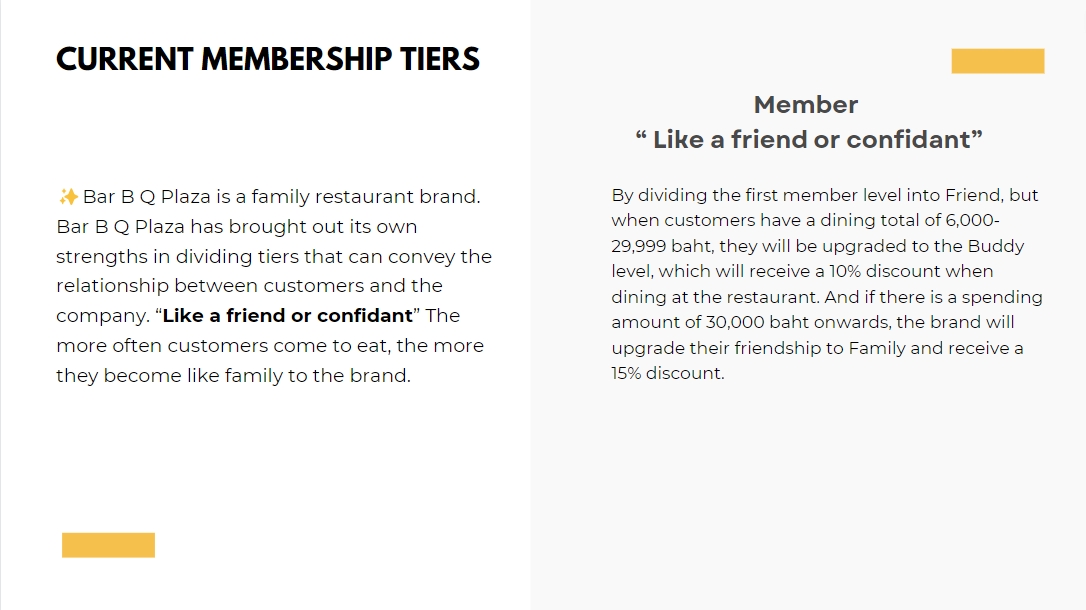 CURRENT MEMBERSHIP TIERS
✨ Bar B Q Plaza is a family restaurant brand.
Bar B Q Plaza has brought out its own
strengths in dividing tiers that can convey the
relationship between customers and the
company. “Like a friend or confidant” The
more often customers come to eat, the more
they become like family to the brand.
Member
“ Like a friend or confidant”
By dividing the first member level into Friend, but
when customers have a dining total of 6,000-
29,999 baht, they will be upgraded to the Buddy
level, which will receive a 10% discount when
dining at the restaurant. And if there is a spending
amount of 30,000 baht onwards, the brand will
upgrade their friendship to Family and receive a
15% discount.